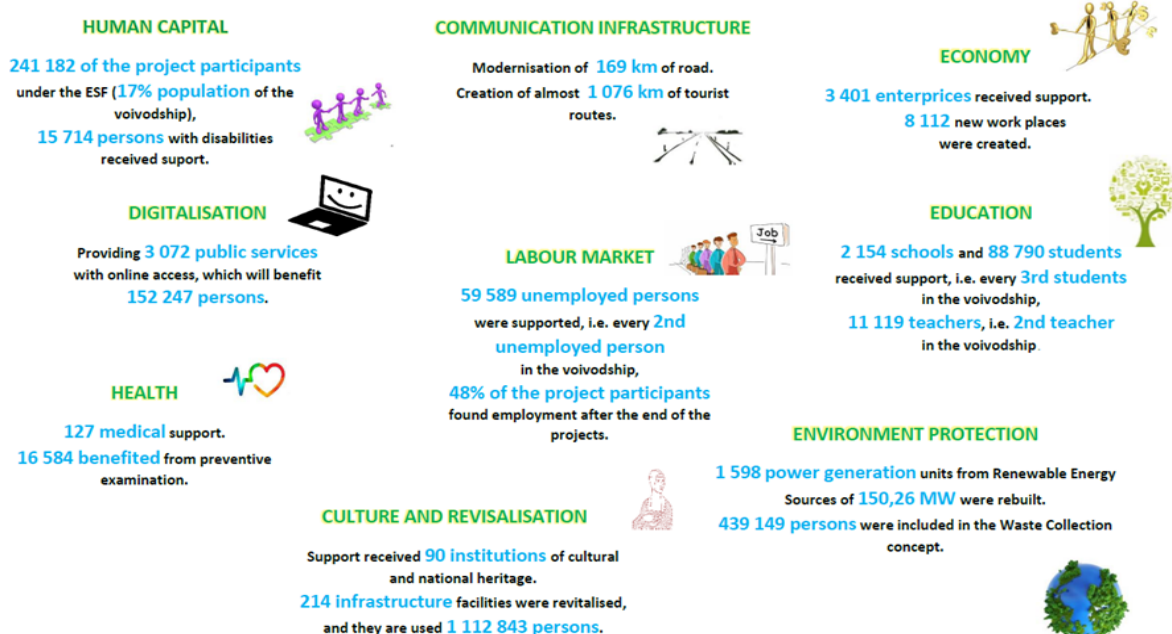 HUMAN CAPITAL
241 182 of the project participants
under the ESF (17% population of the
voivodship),
15 714 persons with disabilities
received suport.
COMMUNICATION INFRASTRUCTURE
Modernisation of 169 km of road.
Creation of almost 1 076 km of tourist
routes.
ECONOMY
3 401 enterprices received support.
8 112 new work places
were created.
DIGITALISATION
Providing 3 072 public services
with online access, which will benefit
152 247 persons.
LABOUR MARKET
Job
59 589 unemployed persons
were supported, i.e. every 2nd
unemployed person
in the voivodship,
48% of the project participants
found employment after the end of the
projects.
EDUCATION
2 154 schools and 88 790 students
received support, i.e. every 3rd students
in the voivodship,
11 119 teachers, i.e. 2nd teacher
in the voivodship.
HEALTH
127 medical support.
16 584 benefited from preventive
examination.
ENVIRONMENT PROTECTION
1 598 power generation units from Renewable Energy
Sources of 150,26 MW were rebuilt.
439 149 persons were included in the Waste Collection
concept.
CULTURE AND REVISALISATION
Support received 90 institutions of cultural
and national heritage.
214 infrastructure facilities were revitalised,
and they are used 1 112 843 persons.